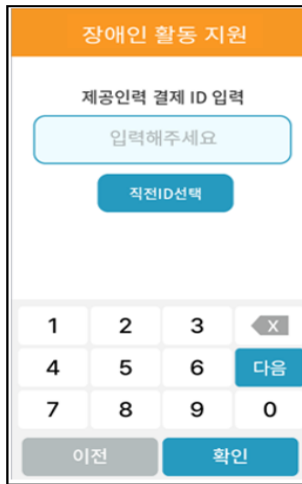 장애인 활동 지원
제공인력 결제 ID 입력
입력해주세요
직전ID선택
1 2 3 X
4 5 6 다음
7 8 9 0
이전 확인